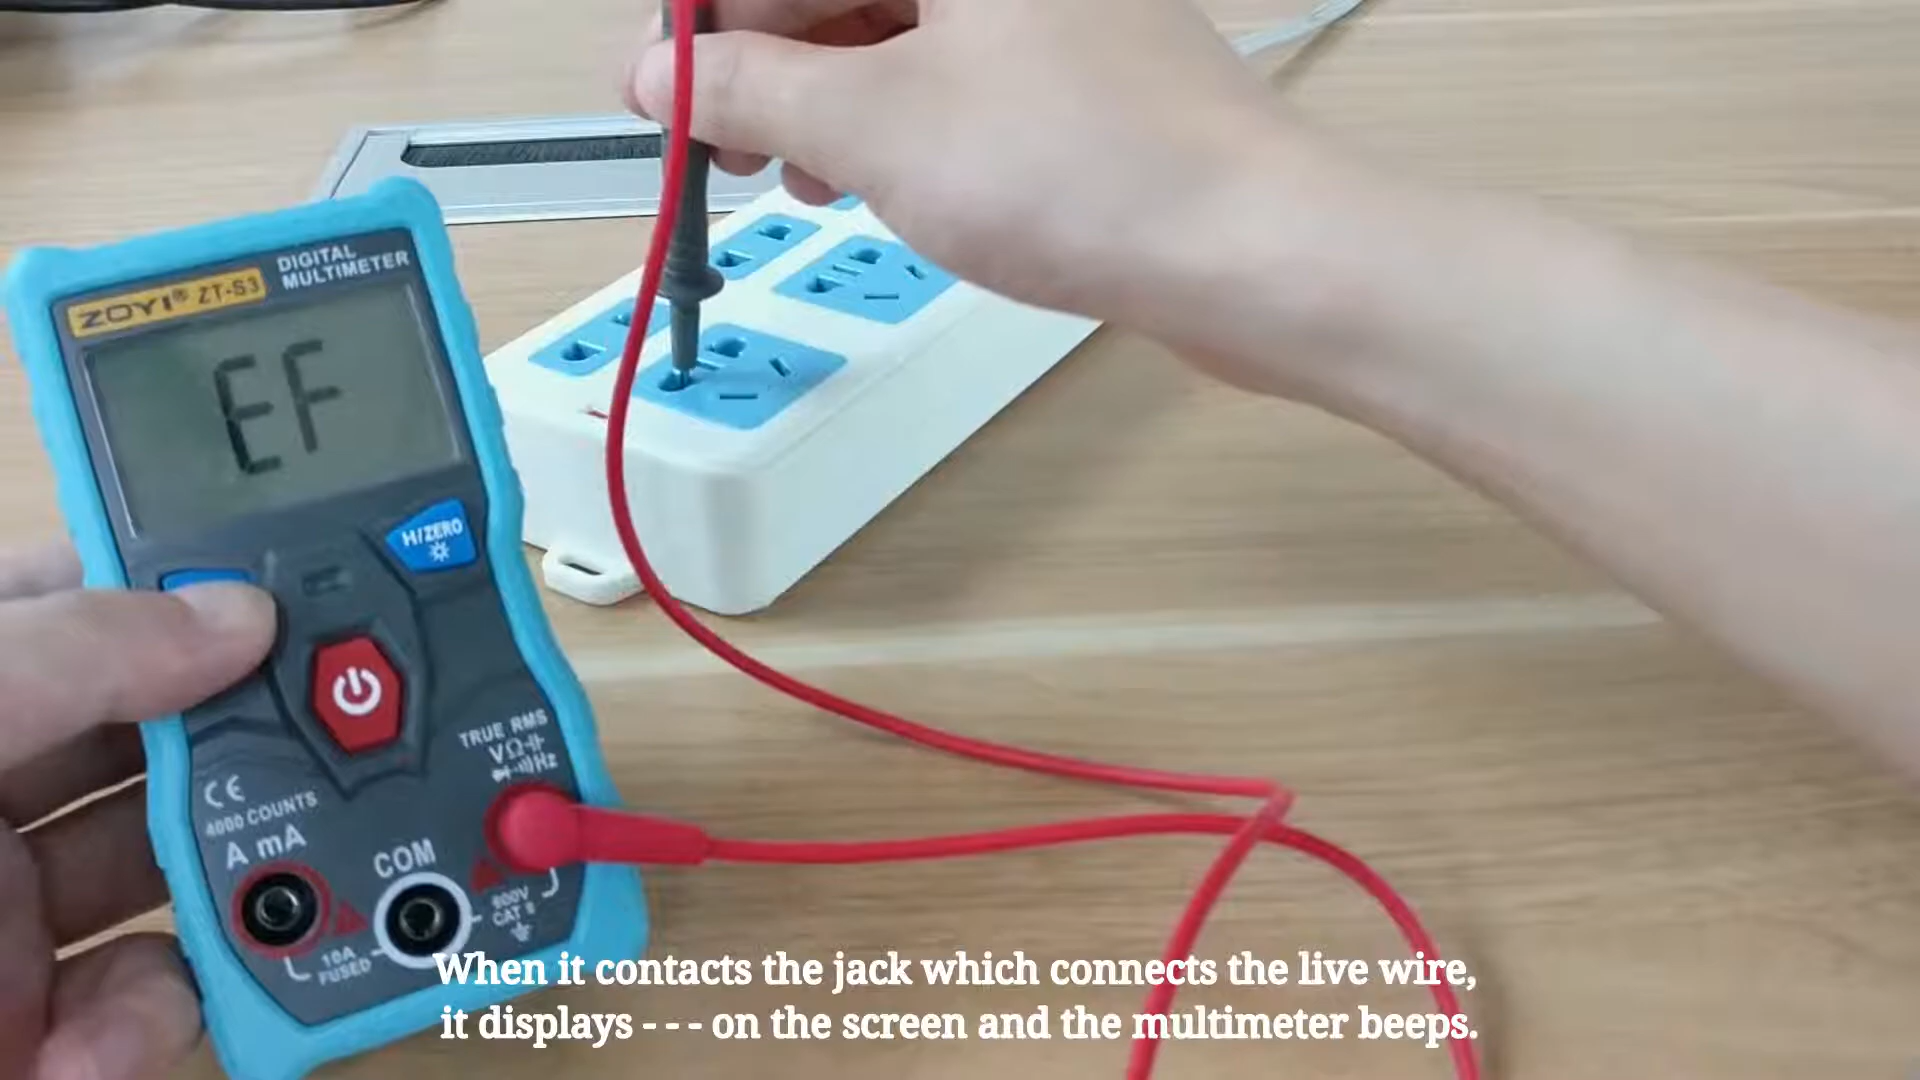 ZOYI® ZT-S3
DIGITAL
MULTIMETER
EF
H/ZERO
TRUE RMS
VΩ
Hz
CE
4000 COUNTS
A mA
COM
600V
CAT II
10A
FUSED
When it contacts the jack which connects the live wire,
it displays - - - on the screen and the multimeter beeps.